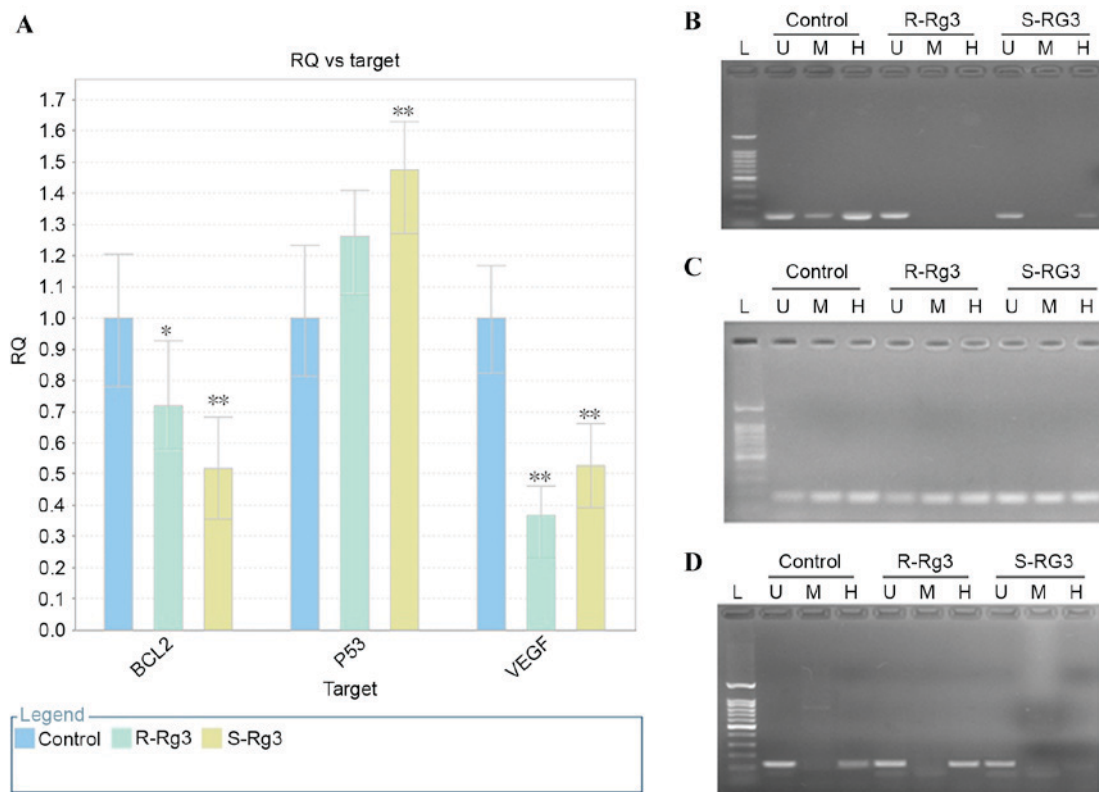 A
RQ vs target
1.7
1.6
1.5
1.4
1.3
1.2
1.1
1.0
0.9
0.8
0.7
0.6
0.5
0.4
0.3
0.2
0.1
0.0
RQ
* ** ** ** **
BCL2 P53 VEGF
Target
Legend
Control R-Rg3 S-Rg3
B
Control R-Rg3 S-RG3
L U M H U M H U M H
C
Control R-Rg3 S-RG3
L U M H U M H U M H
D
Control R-Rg3 S-RG3
L U M H U M H U M H